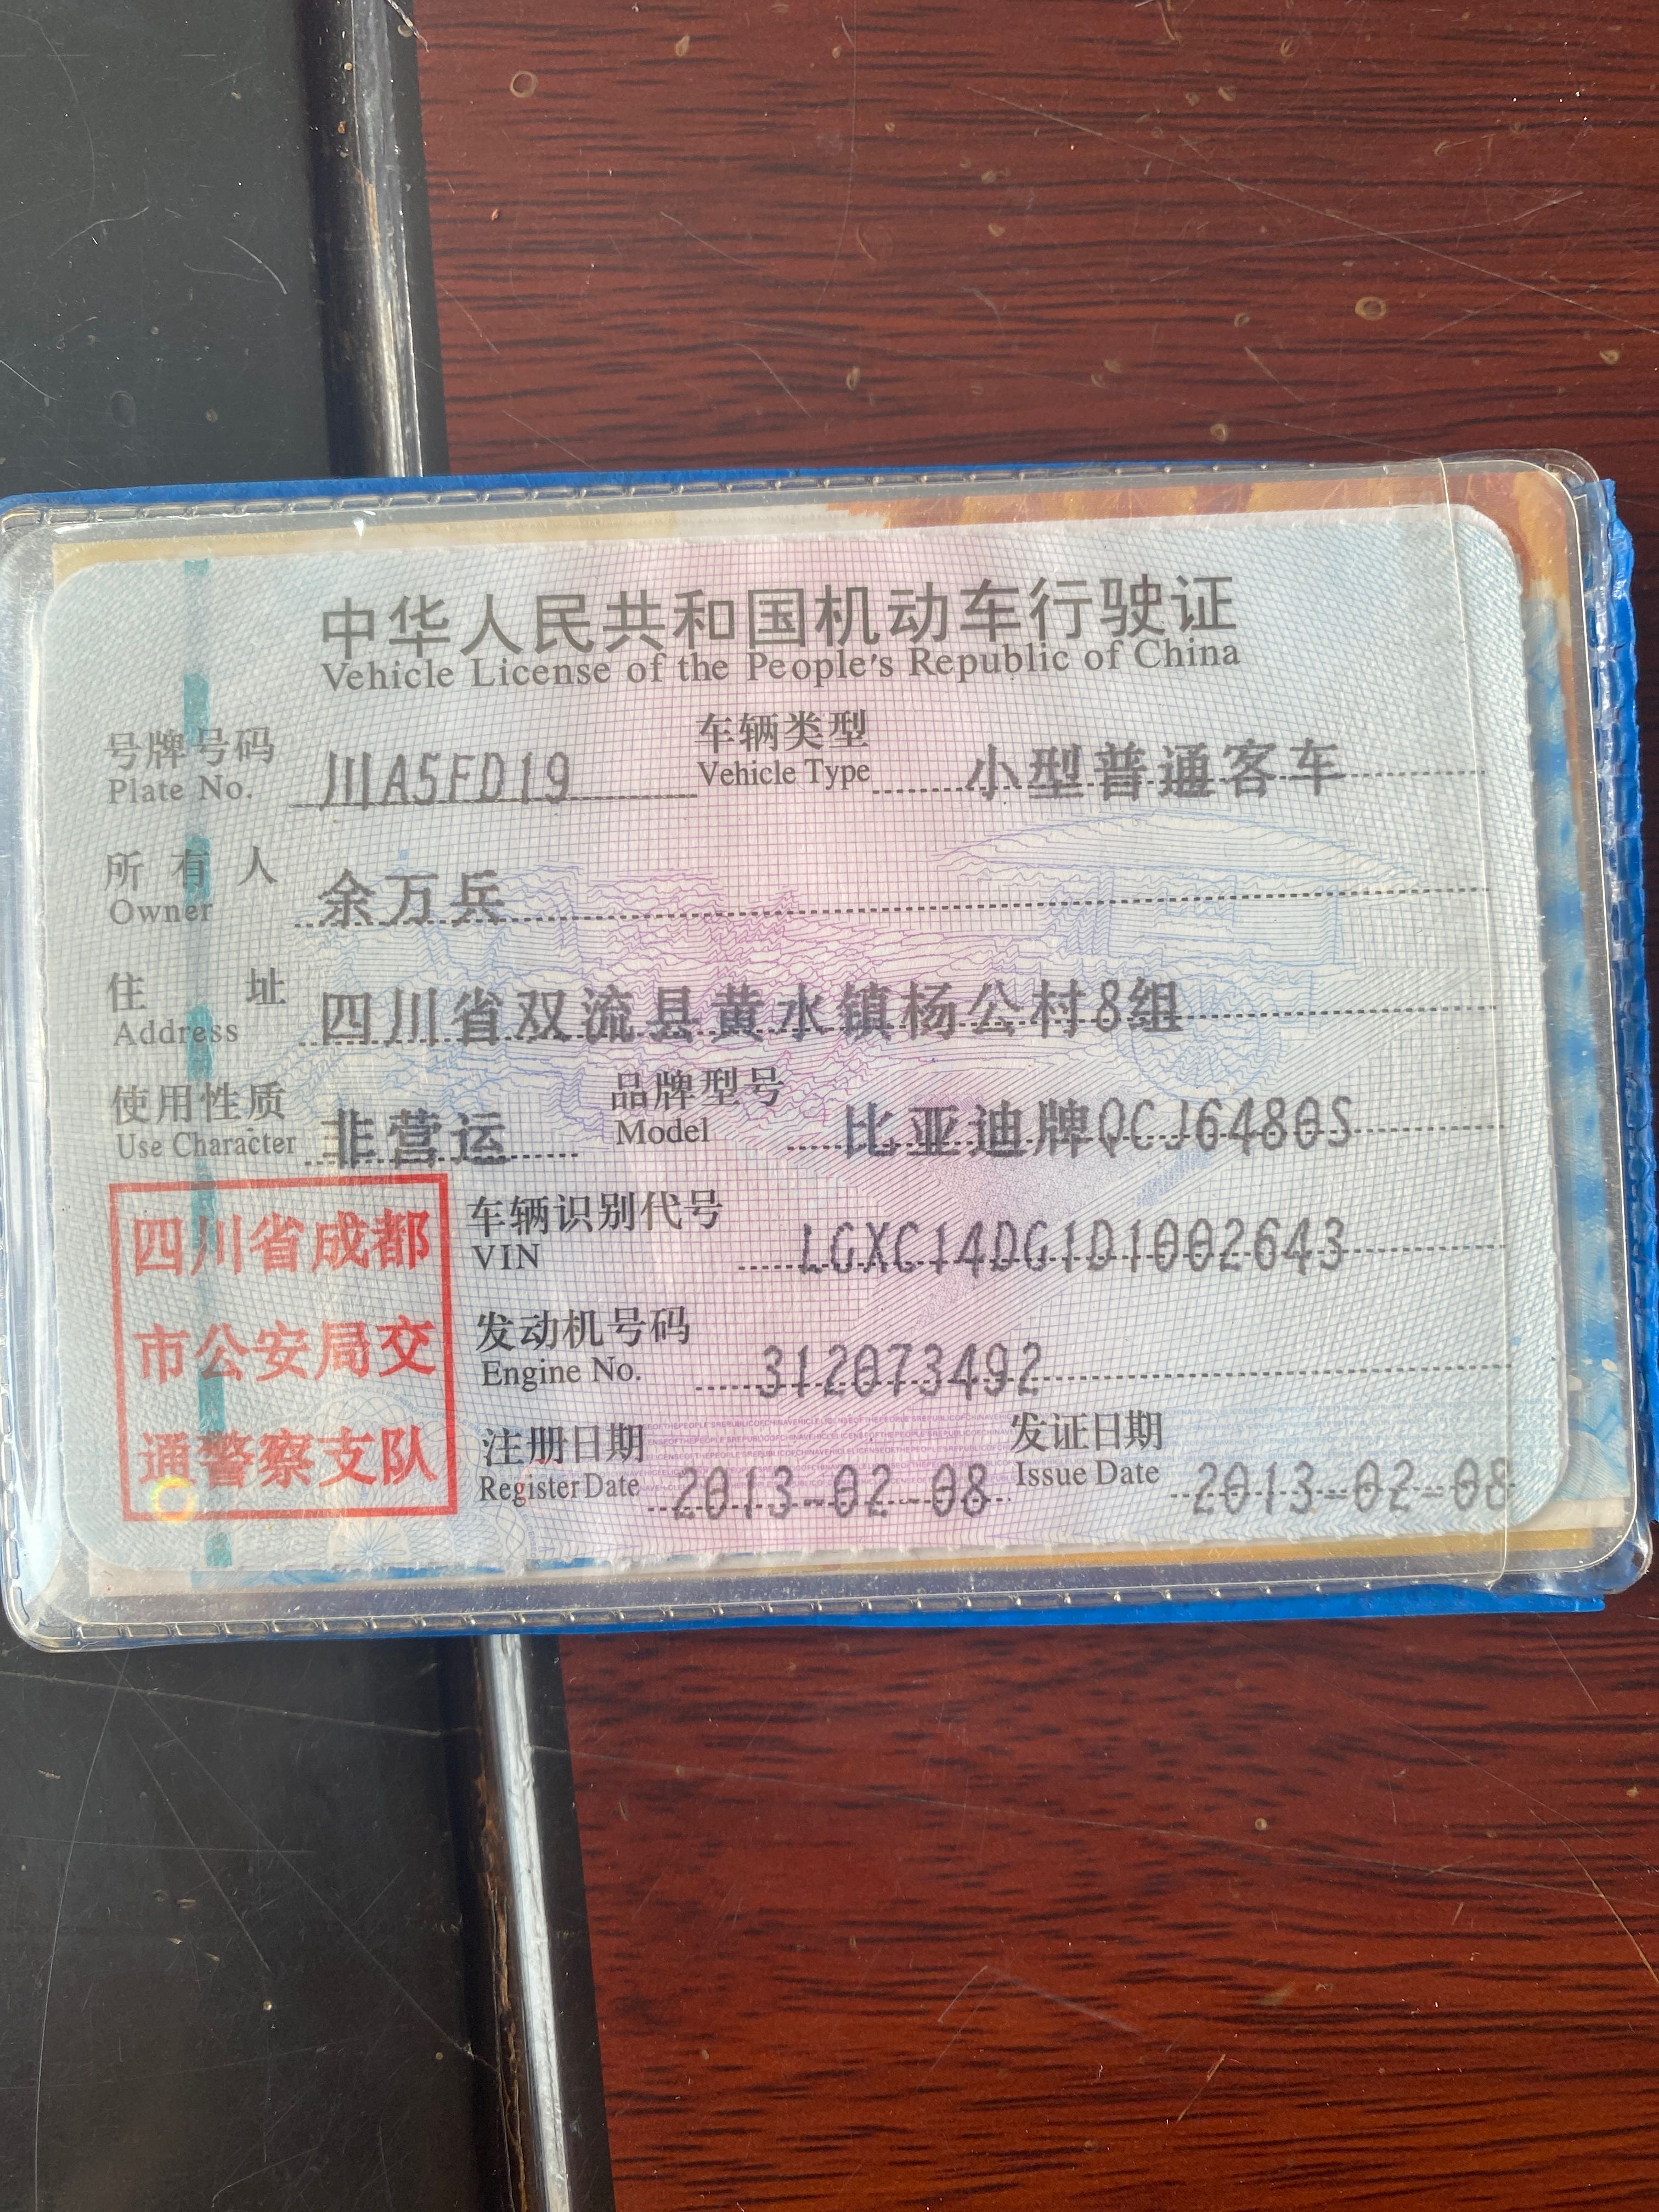 中华人民共和国机动车行驶证
Vehicle License of the People's Republic of China
号牌号码 川A5FD19 车辆类型 小型普通客车
Plate No. Vehicle Type
所有人 余万兵
Owner
住址 四川省双流县黄水镇杨公村8组
Address
使用性质 非营运 品牌型号 比亚迪牌QCJ6480S
Use Character Model
四川省成都
市公安局交
通警察支队
车辆识别代号 LGXC14DG1D1002643
VIN
发动机号码 312073492
Engine No.
注册日期 2013-02-08 发证日期 2013-02-08
Register Date Issue Date